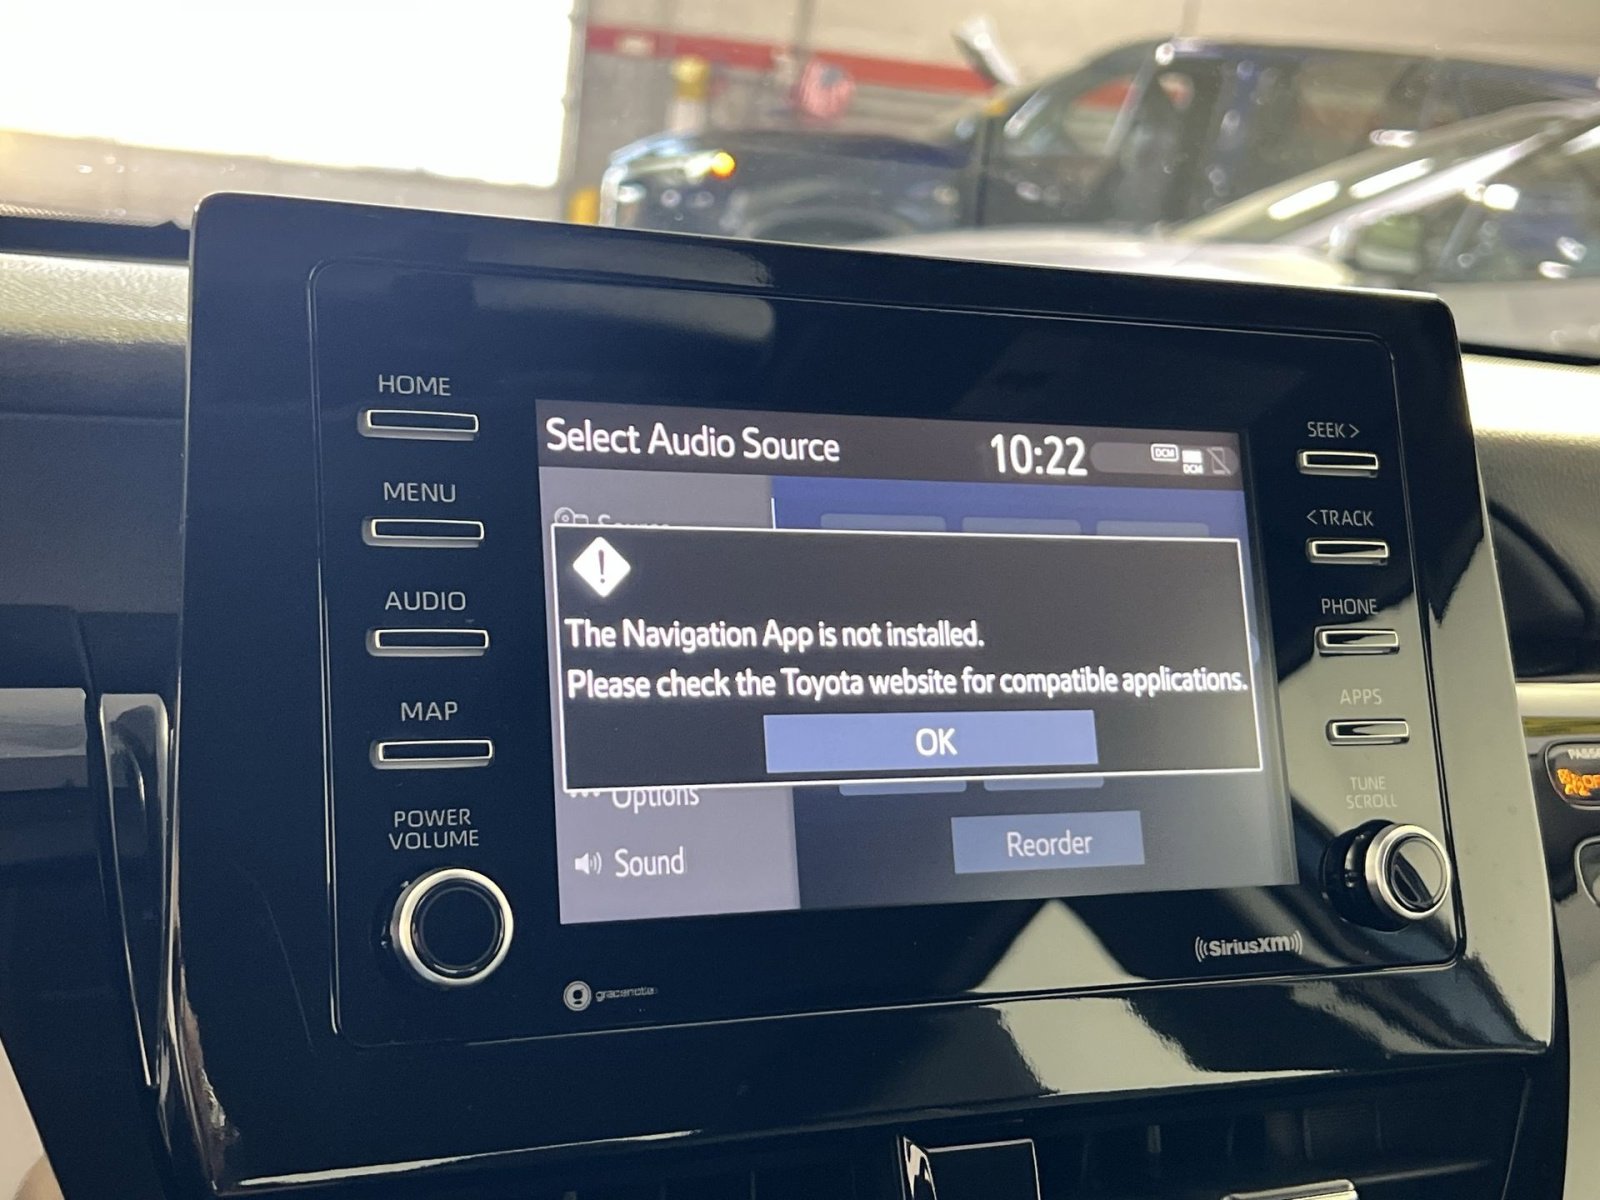 HOME
MENU
AUDIO
MAP
POWER
VOLUME
Select Audio Source
10:22
DCM
DCM
Source
The Navigation App is not installed.
Please check the Toyota website for compatible applications.
OK
Options
Sound
Reorder
SEEK >
< TRACK
PHONE
APPS
TUNE
SCROLL
SiriusXM
gracenote